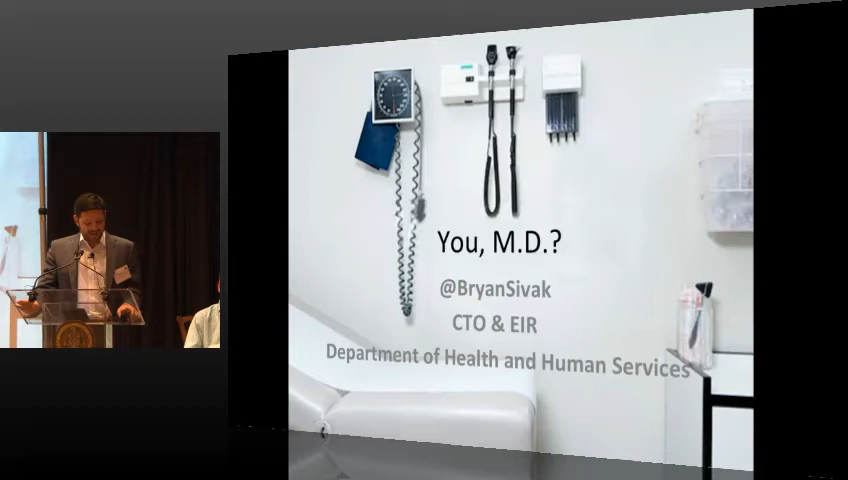 You, M.D.?
@BryanSivak
CTO & EIR
Department of Health and Human Services